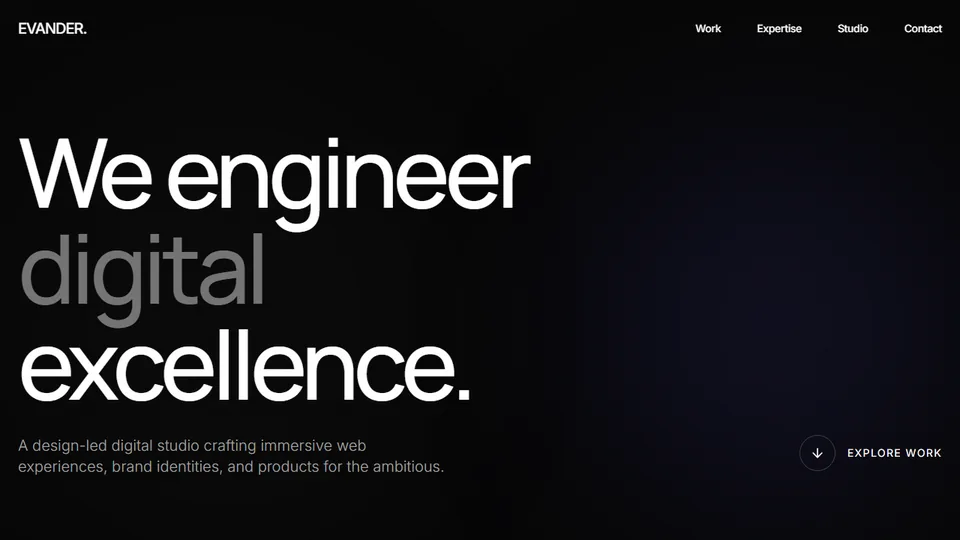 EVANDER.
Work
Expertise
Studio
Contact
We engineer
digital
excellence.
A design-led digital studio crafting immersive web
experiences, brand identities, and products for the ambitious.
EXPLORE WORK